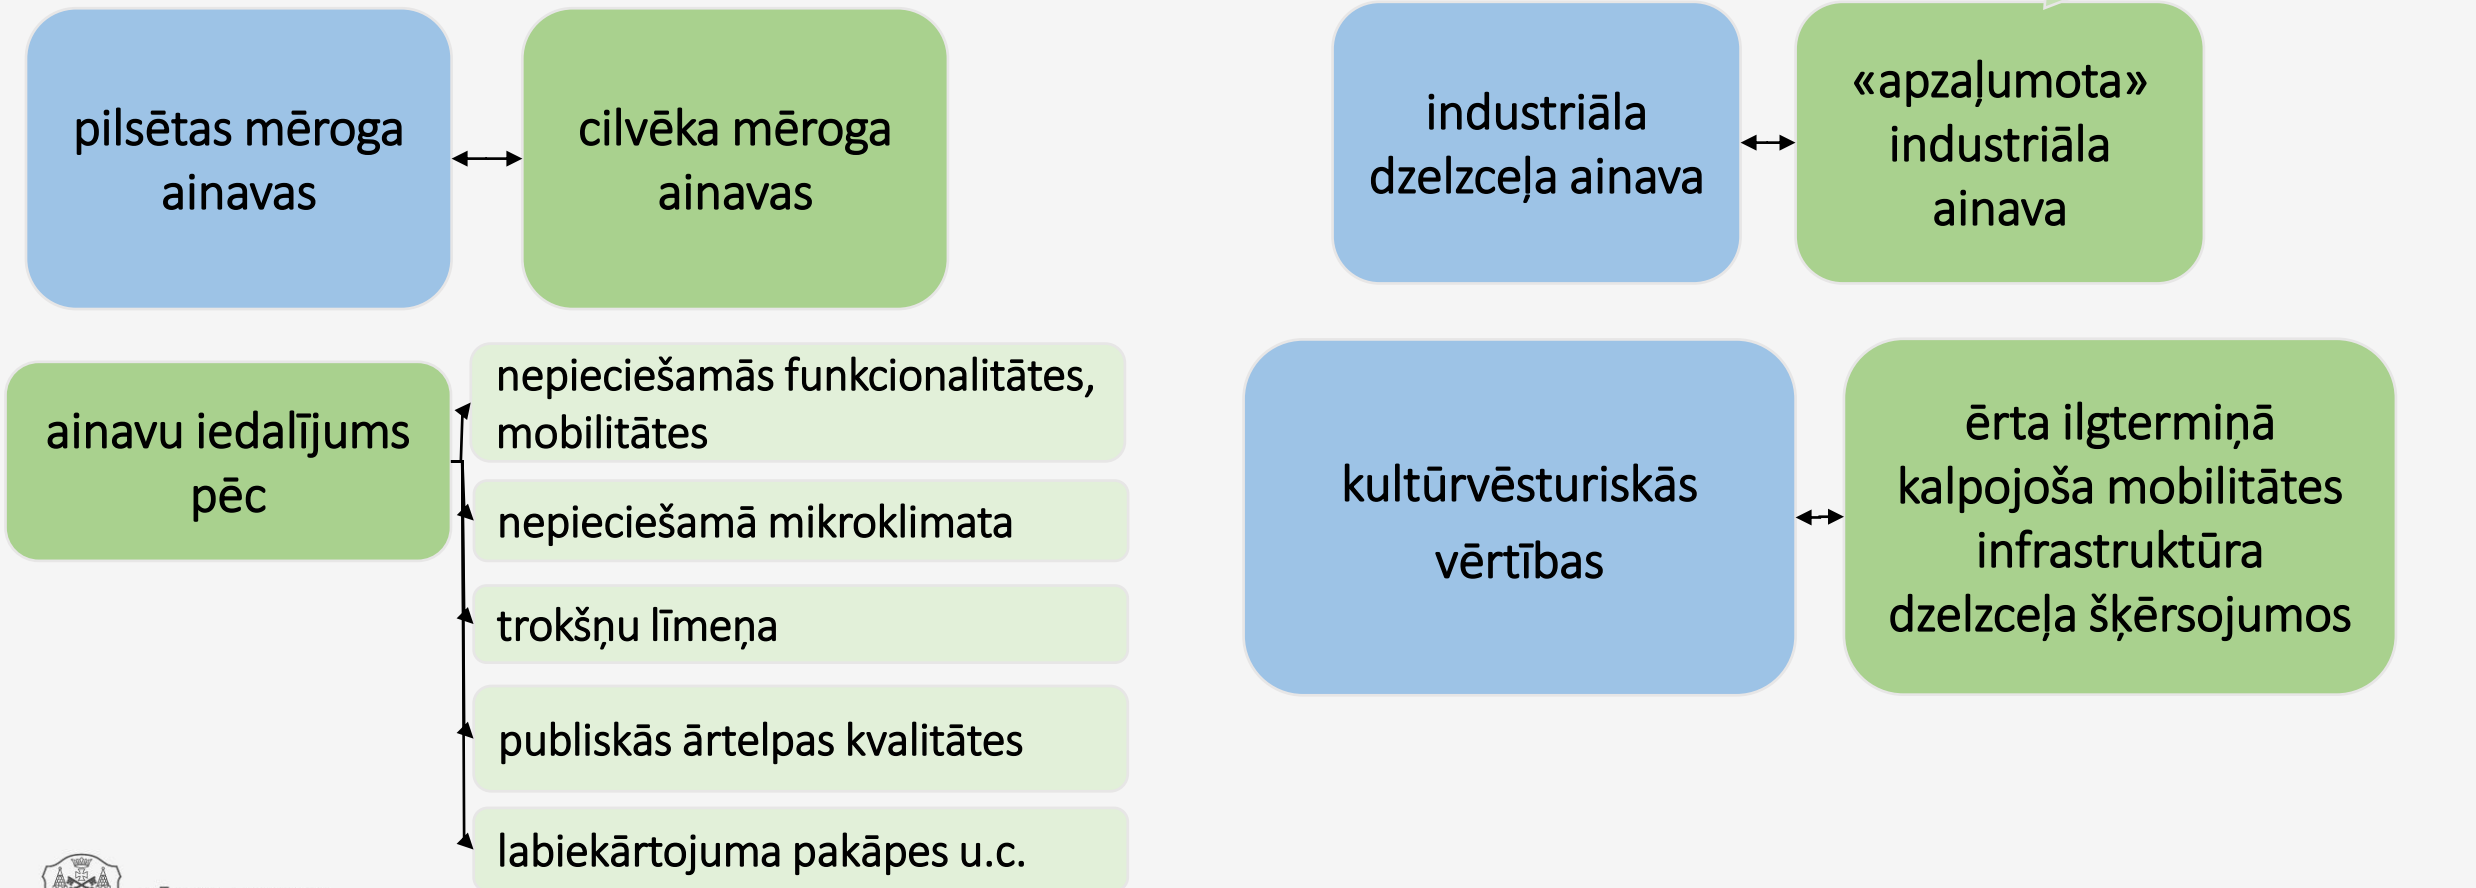 pilsētas mēroga
ainavas
cilvēka mēroga
ainavas
industriāla
dzelzceļa ainava
«apzaļumota»
industriāla
ainava
ainavu iedalījums
pēc
nepieciešamās funkcionalitātes,
mobilitātes
nepieciešamā mikroklimata
trokšņu līmeņa
publiskās ārtelpas kvalitātes
labiekārtojuma pakāpes u.c.
kultūrvēsturiskās
vērtības
ērta ilgtermiņā
kalpojoša mobilitātes
infrastruktūra
dzelzceļa šķērsojumos